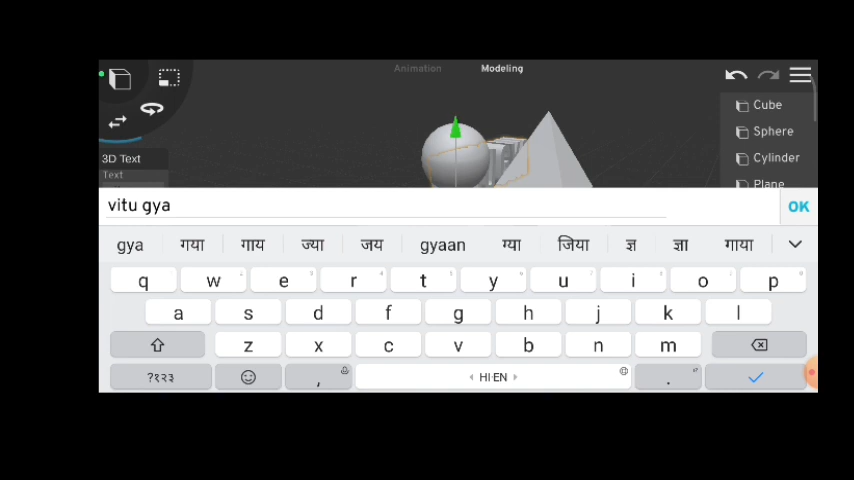 Animation Modeling
Cube
Sphere
Cylinder
Plane
3D Text
Text
vitu gya
OK
gya गया गाय ज्या जय gyaan ग्या जिया ज्ञ ज्ञा गाया
q w e r t y u i o p
a s d f g h j k l
z x c v b n m
?१२३ , HI·EN .